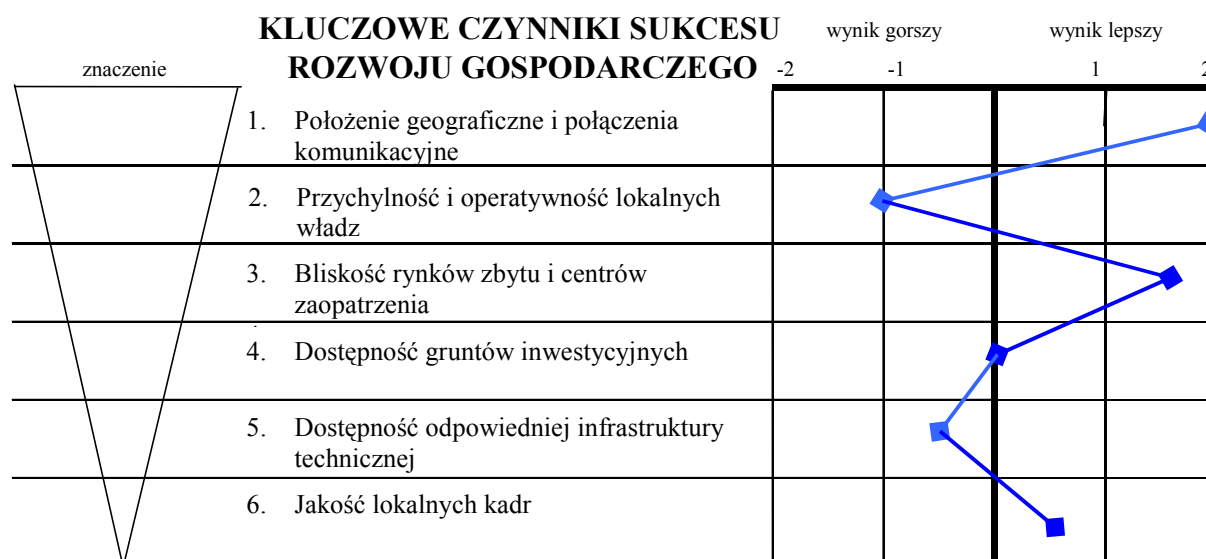 KLUCZOWE CZYNNIKI SUKCESU
ROZWOJU GOSPODARCZEGO
znaczenie
wynik gorszy
wynik lepszy
-2
-1
1
2
1. Położenie geograficzne i połączenia
komunikacyjne
2. Przychylność i operatywność lokalnych
władz
3. Bliskość rynków zbytu i centrów
zaopatrzenia
4. Dostępność gruntów inwestycyjnych
5. Dostępność odpowiedniej infrastruktury
technicznej
6. Jakość lokalnych kadr